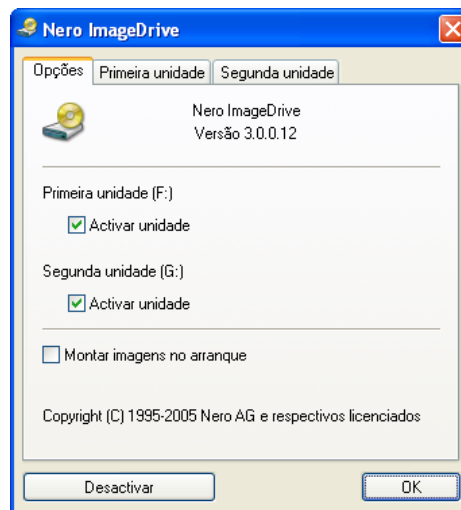 Nero ImageDrive
Opções Primeira unidade Segunda unidade
Nero ImageDrive
Versão 3.0.0.12
Primeira unidade (F:)
Activar unidade
Segunda unidade (G:)
Activar unidade
Montar imagens no arranque
Copyright (C) 1995-2005 Nero AG e respectivos licenciados
Desactivar OK